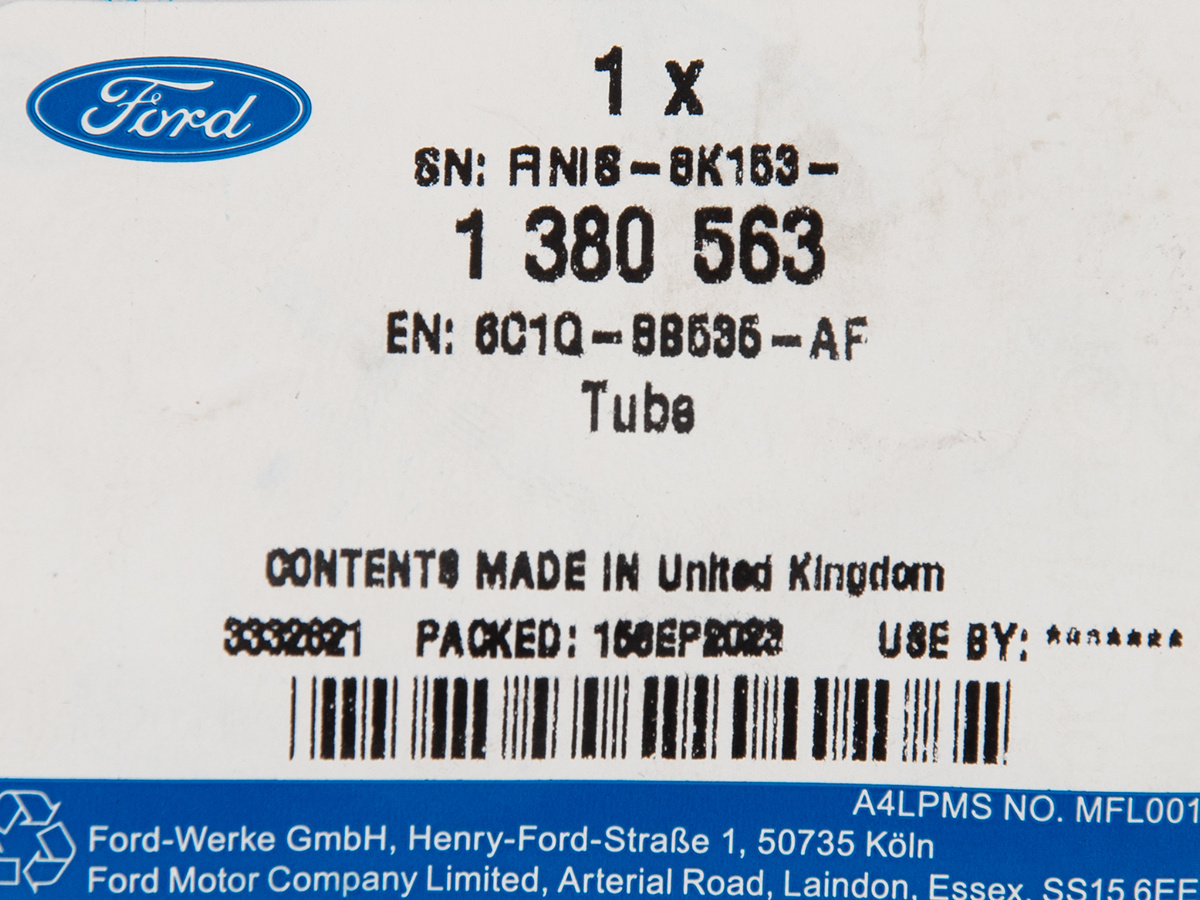 Ford
1 x
SN: RNIS-8K153-
1 380 563
EN: 6C1Q-8B535-AF
Tube
CONTENTS MADE IN United Kingdom
3332621 PACKED: 15SEP2023 USE BY: *******
A4LPMS NO. MFL001
Ford-Werke GmbH, Henry-Ford-Straße 1, 50735 Köln
Ford Motor Company Limited, Arterial Road, Laindon, Essex, SS15 6EE